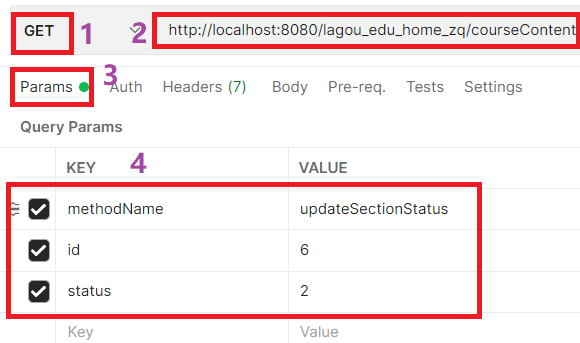 GET 1 2 http://localhost:8080/lagou_edu_home_zq/courseContent
3
Params Auth Headers (7) Body Pre-req. Tests Settings
Query Params
KEY 4 VALUE
methodName updateSectionStatus
id 6
status 2
Key Value